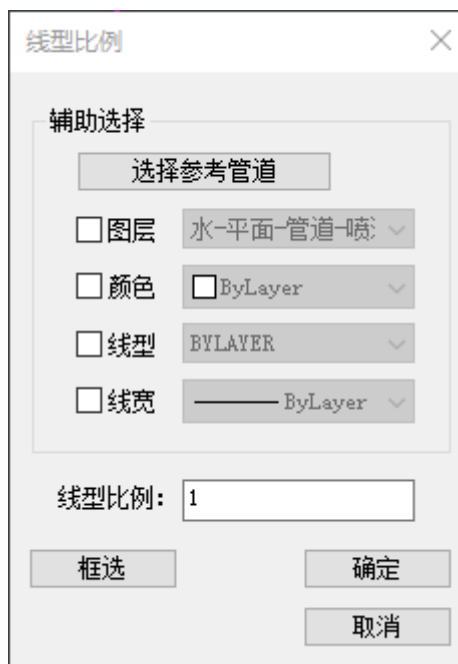 线型比例
辅助选择
选择参考管道
图层 水-平面-管道-喷
颜色 ByLayer
线型 BYLAYER
线宽 ByLayer
线型比例: 1
框选 确定
取消